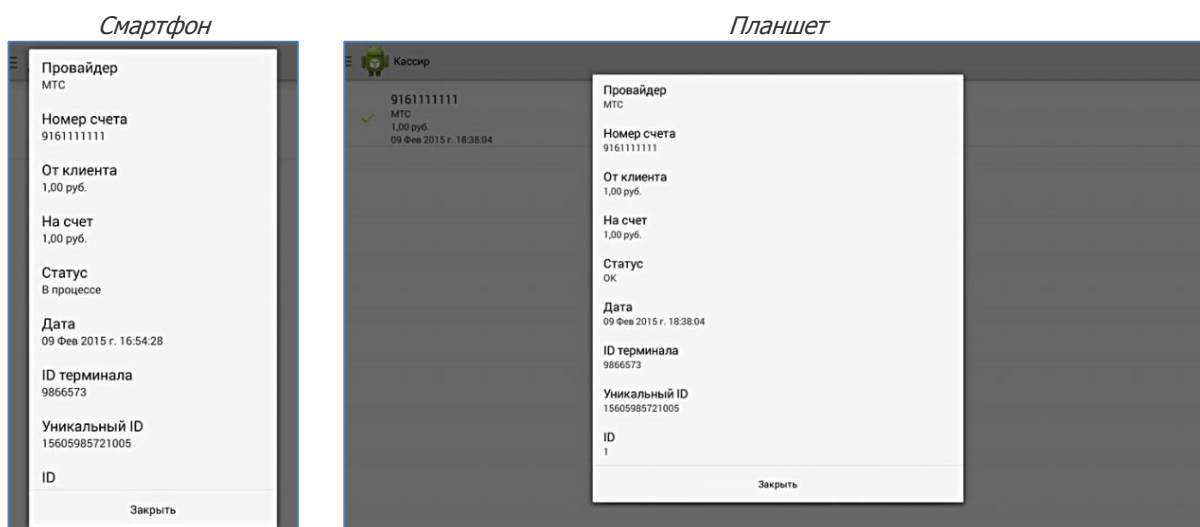 Смартфон
Провайдер
МТС
Номер счета
9161111111
От клиента
1,00 руб.
На счет
1,00 руб.
Статус
В процессе
Дата
09 Фев 2015 г. 16:54:28
ID терминала
9866573
Уникальный ID
15605985721005
ID
Закрыть
Планшет
Кассир
9161111111
МТС
1,00 руб.
09 Фев 2015 г. 18:38:04
Провайдер
МТС
Номер счета
9161111111
От клиента
1,00 руб.
На счет
1,00 руб.
Статус
ОК
Дата
09 Фев 2015 г. 18:38:04
ID терминала
9866573
Уникальный ID
15605985721005
ID
1
Закрыть